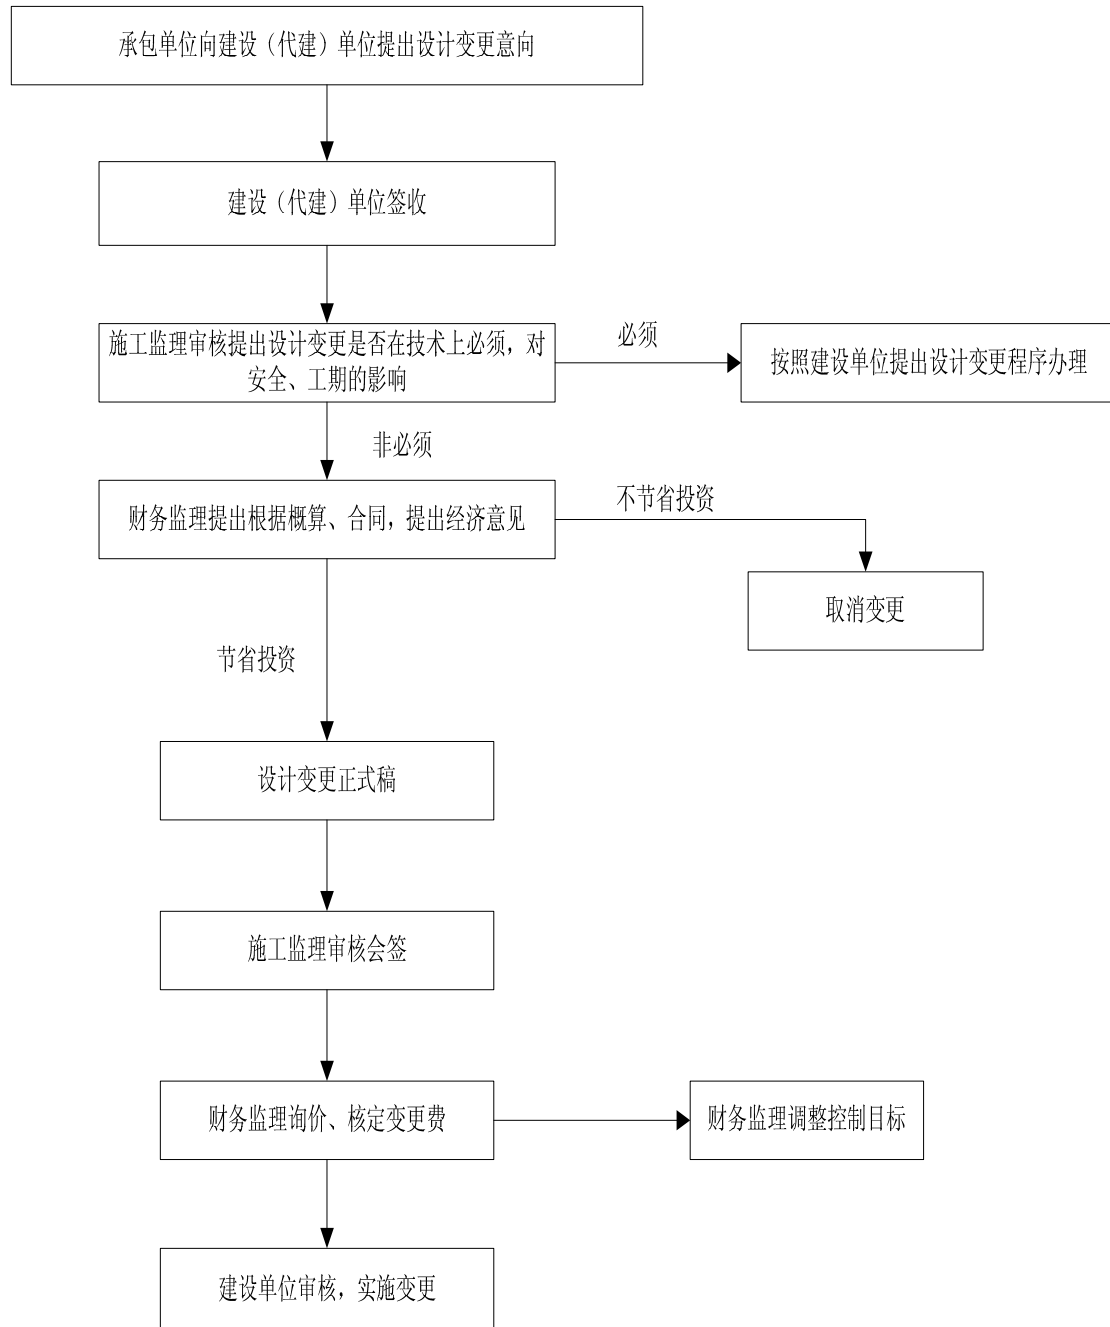 承包单位向建设（代建）单位提出设计变更意向
建设（代建）单位签收
施工监理审核提出设计变更是否在技术上必须，对
安全、工期的影响
必须
按照建设单位提出设计变更程序办理
非必须
财务监理提出根据概算、合同，提出经济意见
不节省投资
取消变更
节省投资
设计变更正式稿
施工监理审核会签
财务监理询价、核定变更费
财务监理调整控制目标
建设单位审核，实施变更